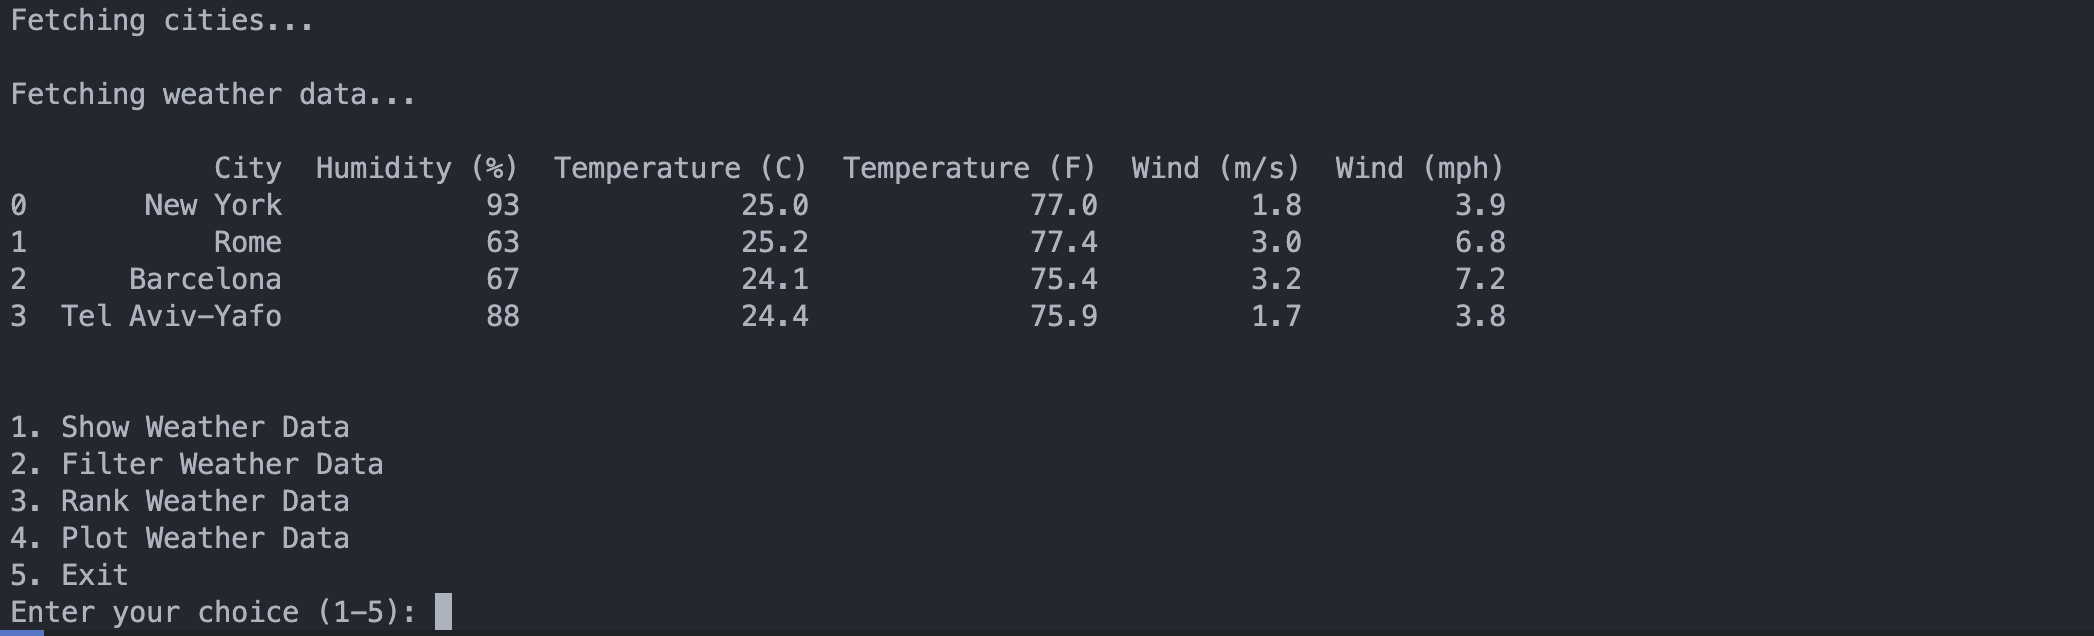 Fetching cities...
Fetching weather data...
City  Humidity (%)  Temperature (C)  Temperature (F)  Wind (m/s)  Wind (mph)
0       New York            93             25.0             77.0         1.8         3.9
1           Rome            63             25.2             77.4         3.0         6.8
2      Barcelona            67             24.1             75.4         3.2         7.2
3  Tel Aviv-Yafo            88             24.4             75.9         1.7         3.8
1. Show Weather Data
2. Filter Weather Data
3. Rank Weather Data
4. Plot Weather Data
5. Exit
Enter your choice (1-5):